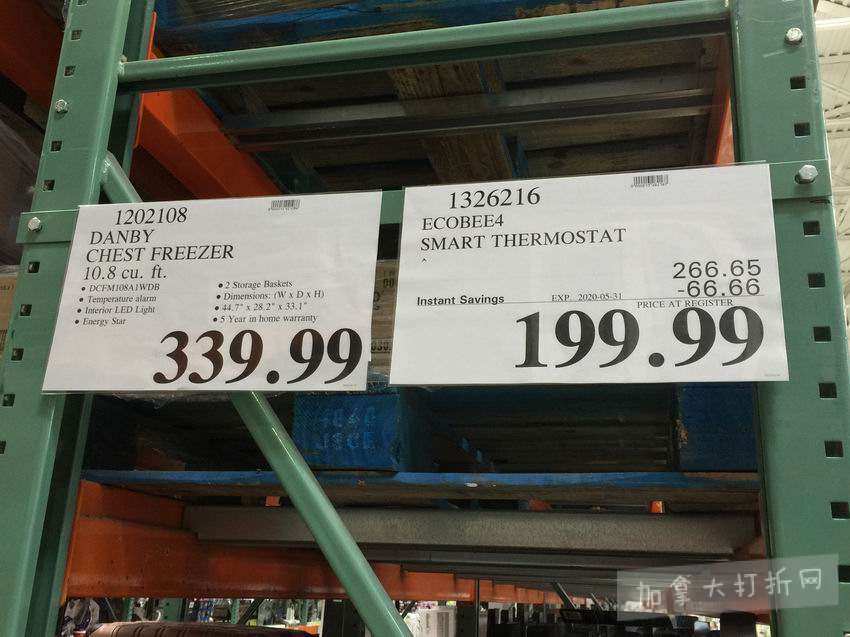 1202108
DANBY
CHEST FREEZER
10.8 cu. ft.
• DCFM108A1WDB
• Temperature alarm
• Interior LED Light
• Energy Star
• 2 Storage Baskets
• Dimensions: (W x D x H)
• 44.7" x 28.2" x 33.1"
• 5 Year in home warranty
339.99
1326216
ECOBEE4
SMART THERMOSTAT
^
266.65
-66.66
Instant Savings EXP. 2020-05-31 PRICE AT REGISTER
199.99
加拿大打折网